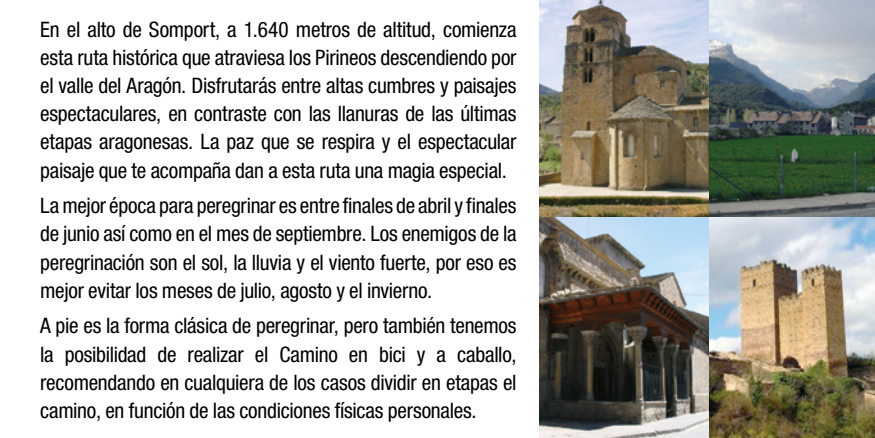 En el alto de Somport, a 1.640 metros de altitud, comienza
esta ruta histórica que atraviesa los Pirineos descendiendo por
el valle del Aragón. Disfrutarás entre altas cumbres y paisajes
espectaculares, en contraste con las llanuras de las últimas
etapas aragonesas. La paz que se respira y el espectacular
paisaje que te acompaña dan a esta ruta una magia especial.
La mejor época para peregrinar es entre finales de abril y finales
de junio así como en el mes de septiembre. Los enemigos de la
peregrinación son el sol, la lluvia y el viento fuerte, por eso es
mejor evitar los meses de julio, agosto y el invierno.
A pie es la forma clásica de peregrinar, pero también tenemos
la posibilidad de realizar el Camino en bici y a caballo,
recomendando en cualquiera de los casos dividir en etapas el
camino, en función de las condiciones físicas personales.